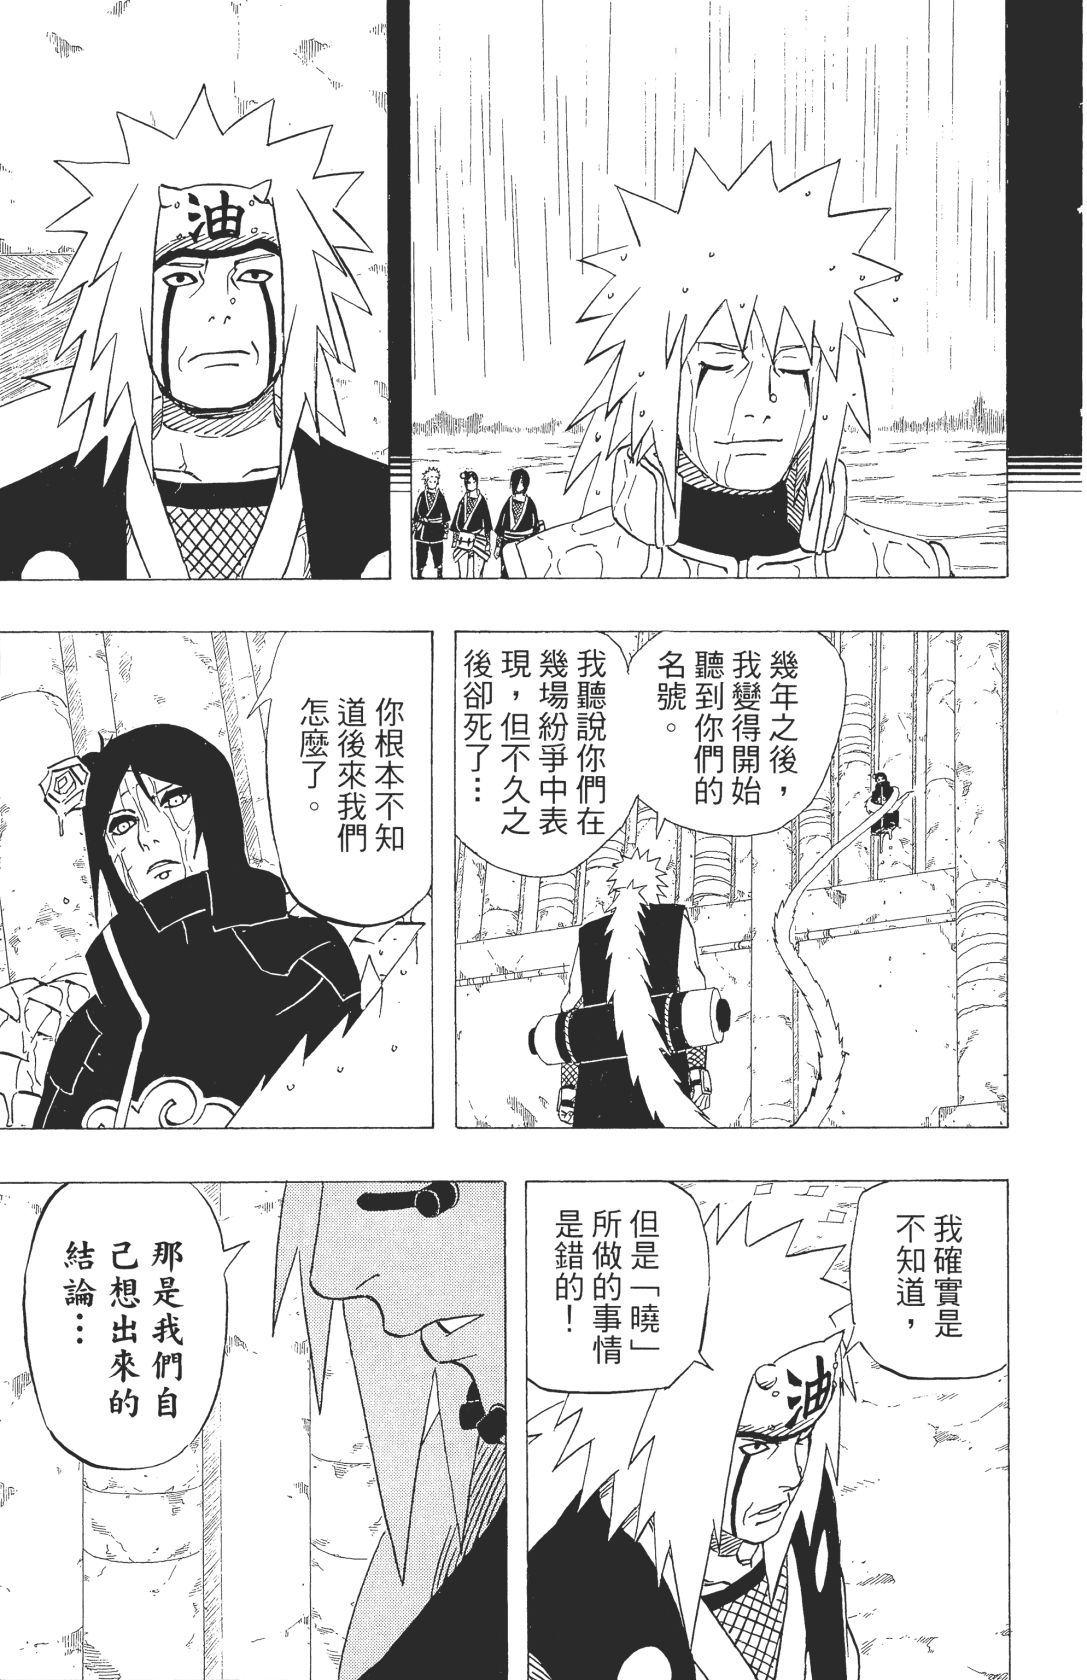 油
幾年之後，
我變得開始
聽到你們的
名號。
我聽說你們在
幾場紛爭中表
現，但不久之
後卻死了…
你根本不知
道後來我們
怎麼了。
我確實是
不知道，
但是「曉」
所做的事情
是錯的！
油
那是我們自
己想出來的
結論…